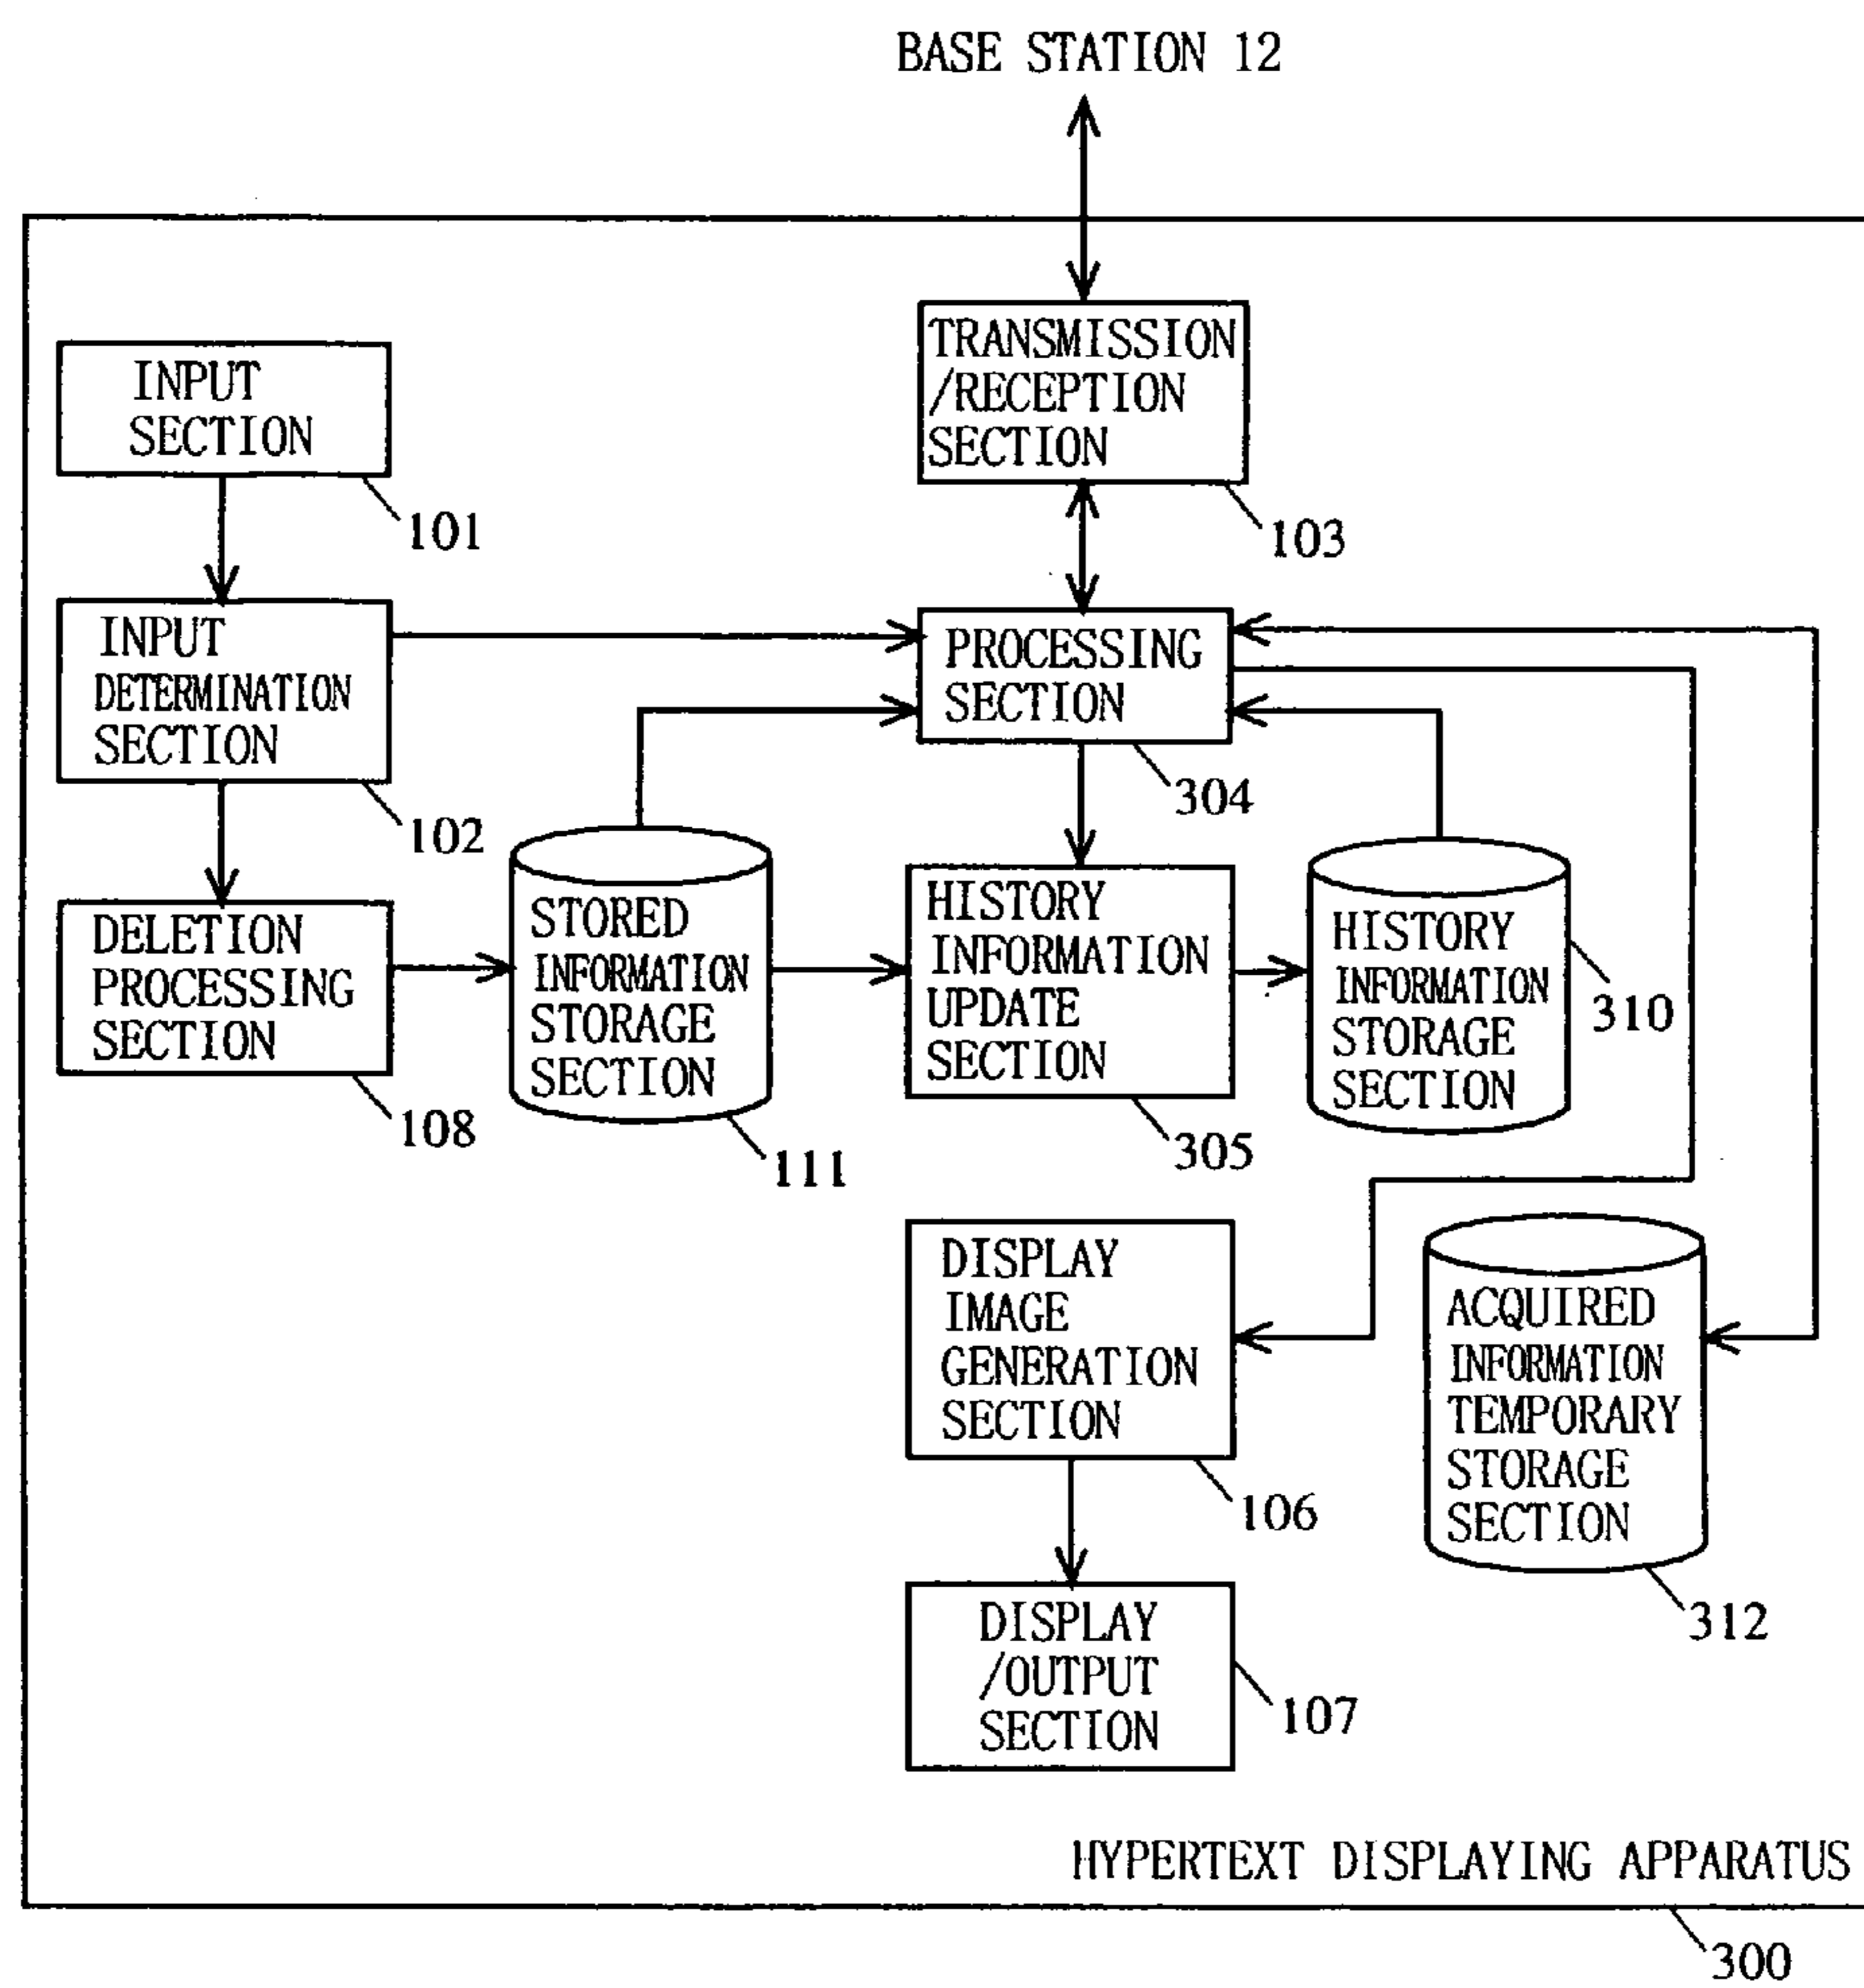 BASE STATION 12
INPUT
SECTION
101
TRANSMISSION
/RECEPTION
SECTION
103
INPUT
DETERMINATION
SECTION
102
PROCESSING
SECTION
304
DELETION
PROCESSING
SECTION
108
STORED
INFORMATION
STORAGE
SECTION
111
HISTORY
INFORMATION
UPDATE
SECTION
305
HISTORY
INFORMATION
STORAGE
SECTION
310
DISPLAY
IMAGE
GENERATION
SECTION
106
ACQUIRED
INFORMATION
TEMPORARY
STORAGE
SECTION
312
DISPLAY
/OUTPUT
SECTION
107
HYPERTEXT DISPLAYING APPARATUS
300